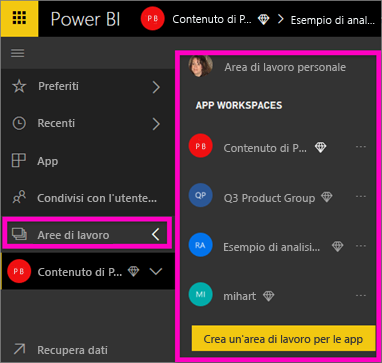 Power BI PB Contenuto di P... Esempio di anal...
Preferiti
Recenti
App
Condivisi con l'utente...
Aree di lavoro
PB Contenuto di P...
Recupera dati
Area di lavoro personale
APP WORKSPACES
PB Contenuto di P... ...
QP Q3 Product Group ...
RA Esempio di analisi... ...
MI mihart ...
Crea un'area di lavoro per le app